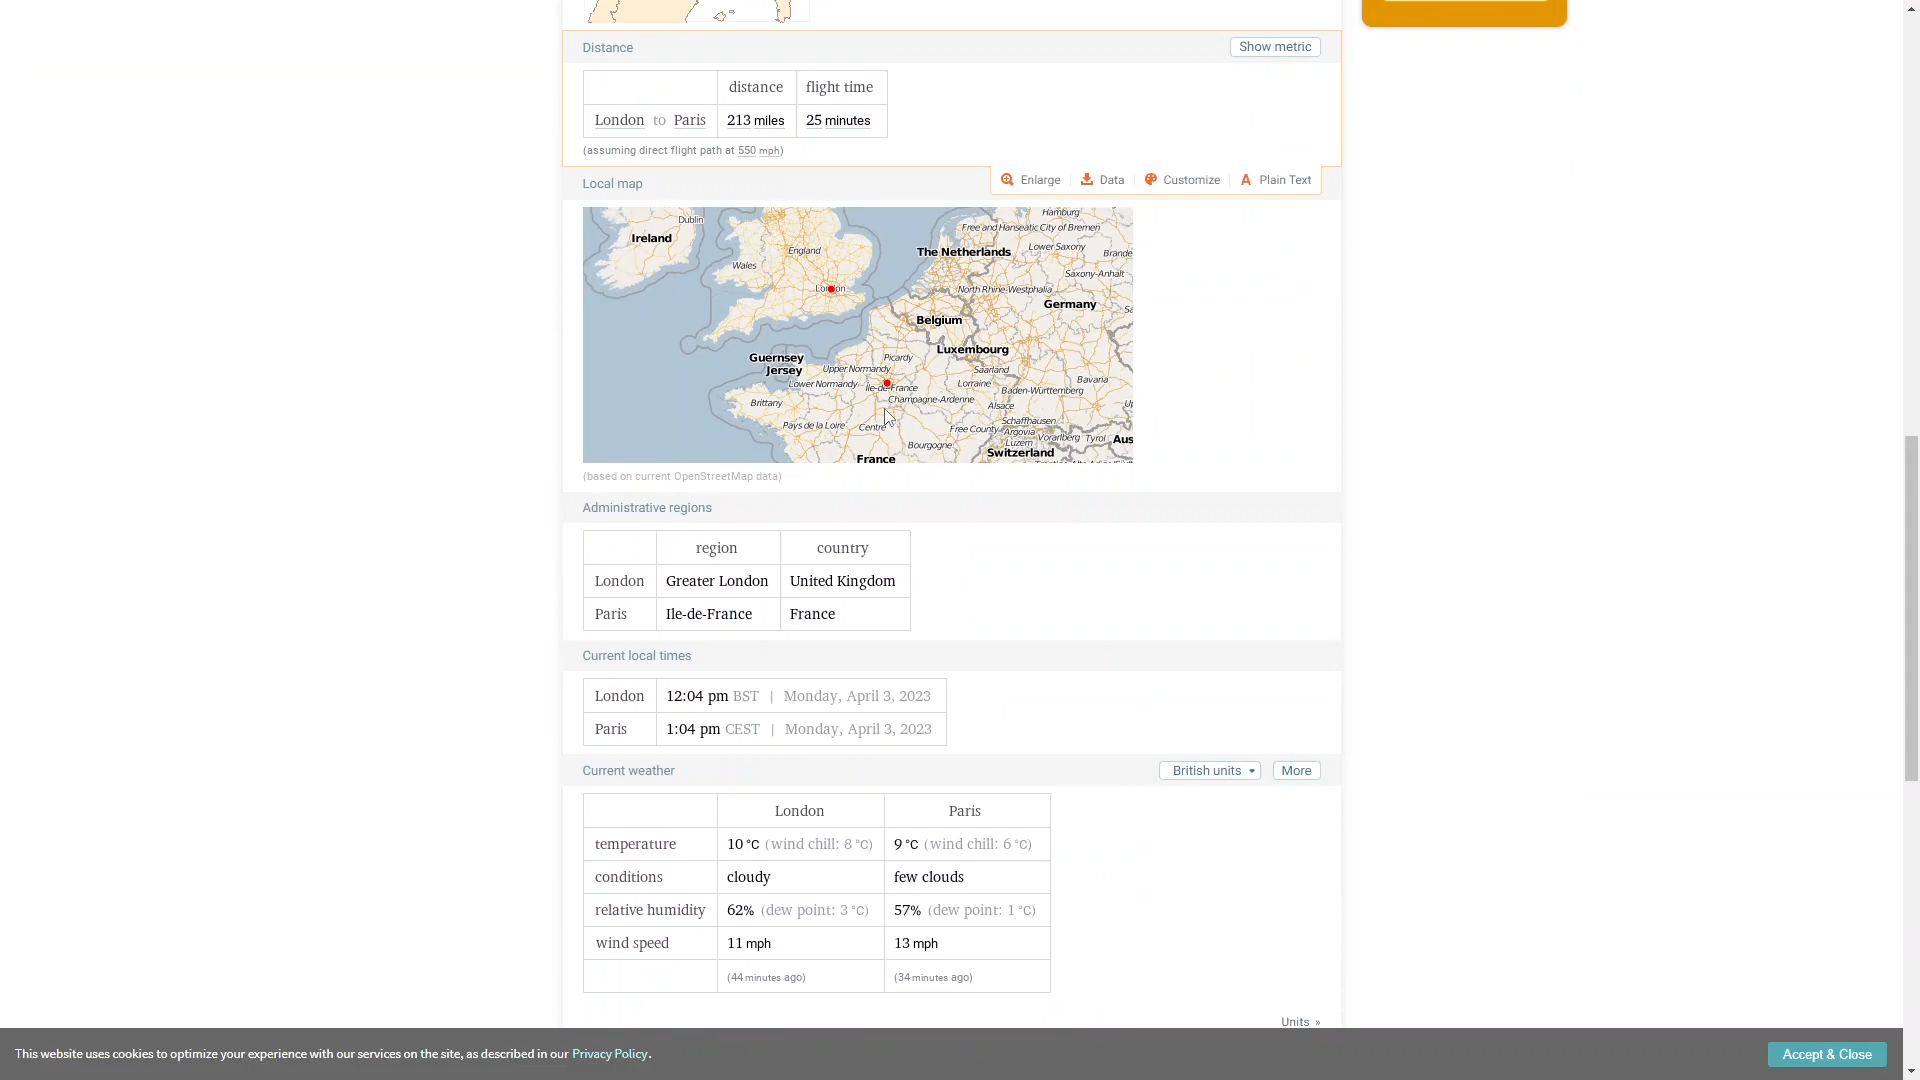 Distance
Show metric
distance flight time
London to Paris 213 miles 25 minutes
(assuming direct flight path at 550 mph)
Local map
Enlarge Data Customize Plain Text
Dublin
Hamburg
Free and Hanseatic City of Bremen
Ireland
England
The Netherlands
Lower Saxony
Brande
Wales
Saxony-Anhalt
London
North Rhine-Westphalia
Germany
Sa
Belgium
Luxembourg
Guernsey
Jersey
Picardy
Upper Normandy
Saarland
Lower Normandy
Ile-de-France
Lorraine
Bavaria
Baden-Württemberg
Brittany
Champagne-Ardenne
Alsace
Schaffhausen
Pays de la Loire
Centre
Free County
Argovia
Vorarlberg
Tyrol
Aus
Luzern
Bourgogne
Switzerland
France
(based on current OpenStreetMap data)
Administrative regions
region country
London Greater London United Kingdom
Paris Ile-de-France France
Current local times
London 12:04 pm BST | Monday, April 3, 2023
Paris 1:04 pm CEST | Monday, April 3, 2023
Current weather
British units More
London Paris
temperature 10 °C (wind chill: 8 °C) 9 °C (wind chill: 6 °C)
conditions cloudy few clouds
relative humidity 62% (dew point: 3 °C) 57% (dew point: 1 °C)
wind speed 11 mph 13 mph
(44 minutes ago) (34 minutes ago)
Units »
This website uses cookies to optimize your experience with our services on the site, as described in our Privacy Policy.
Accept & Close